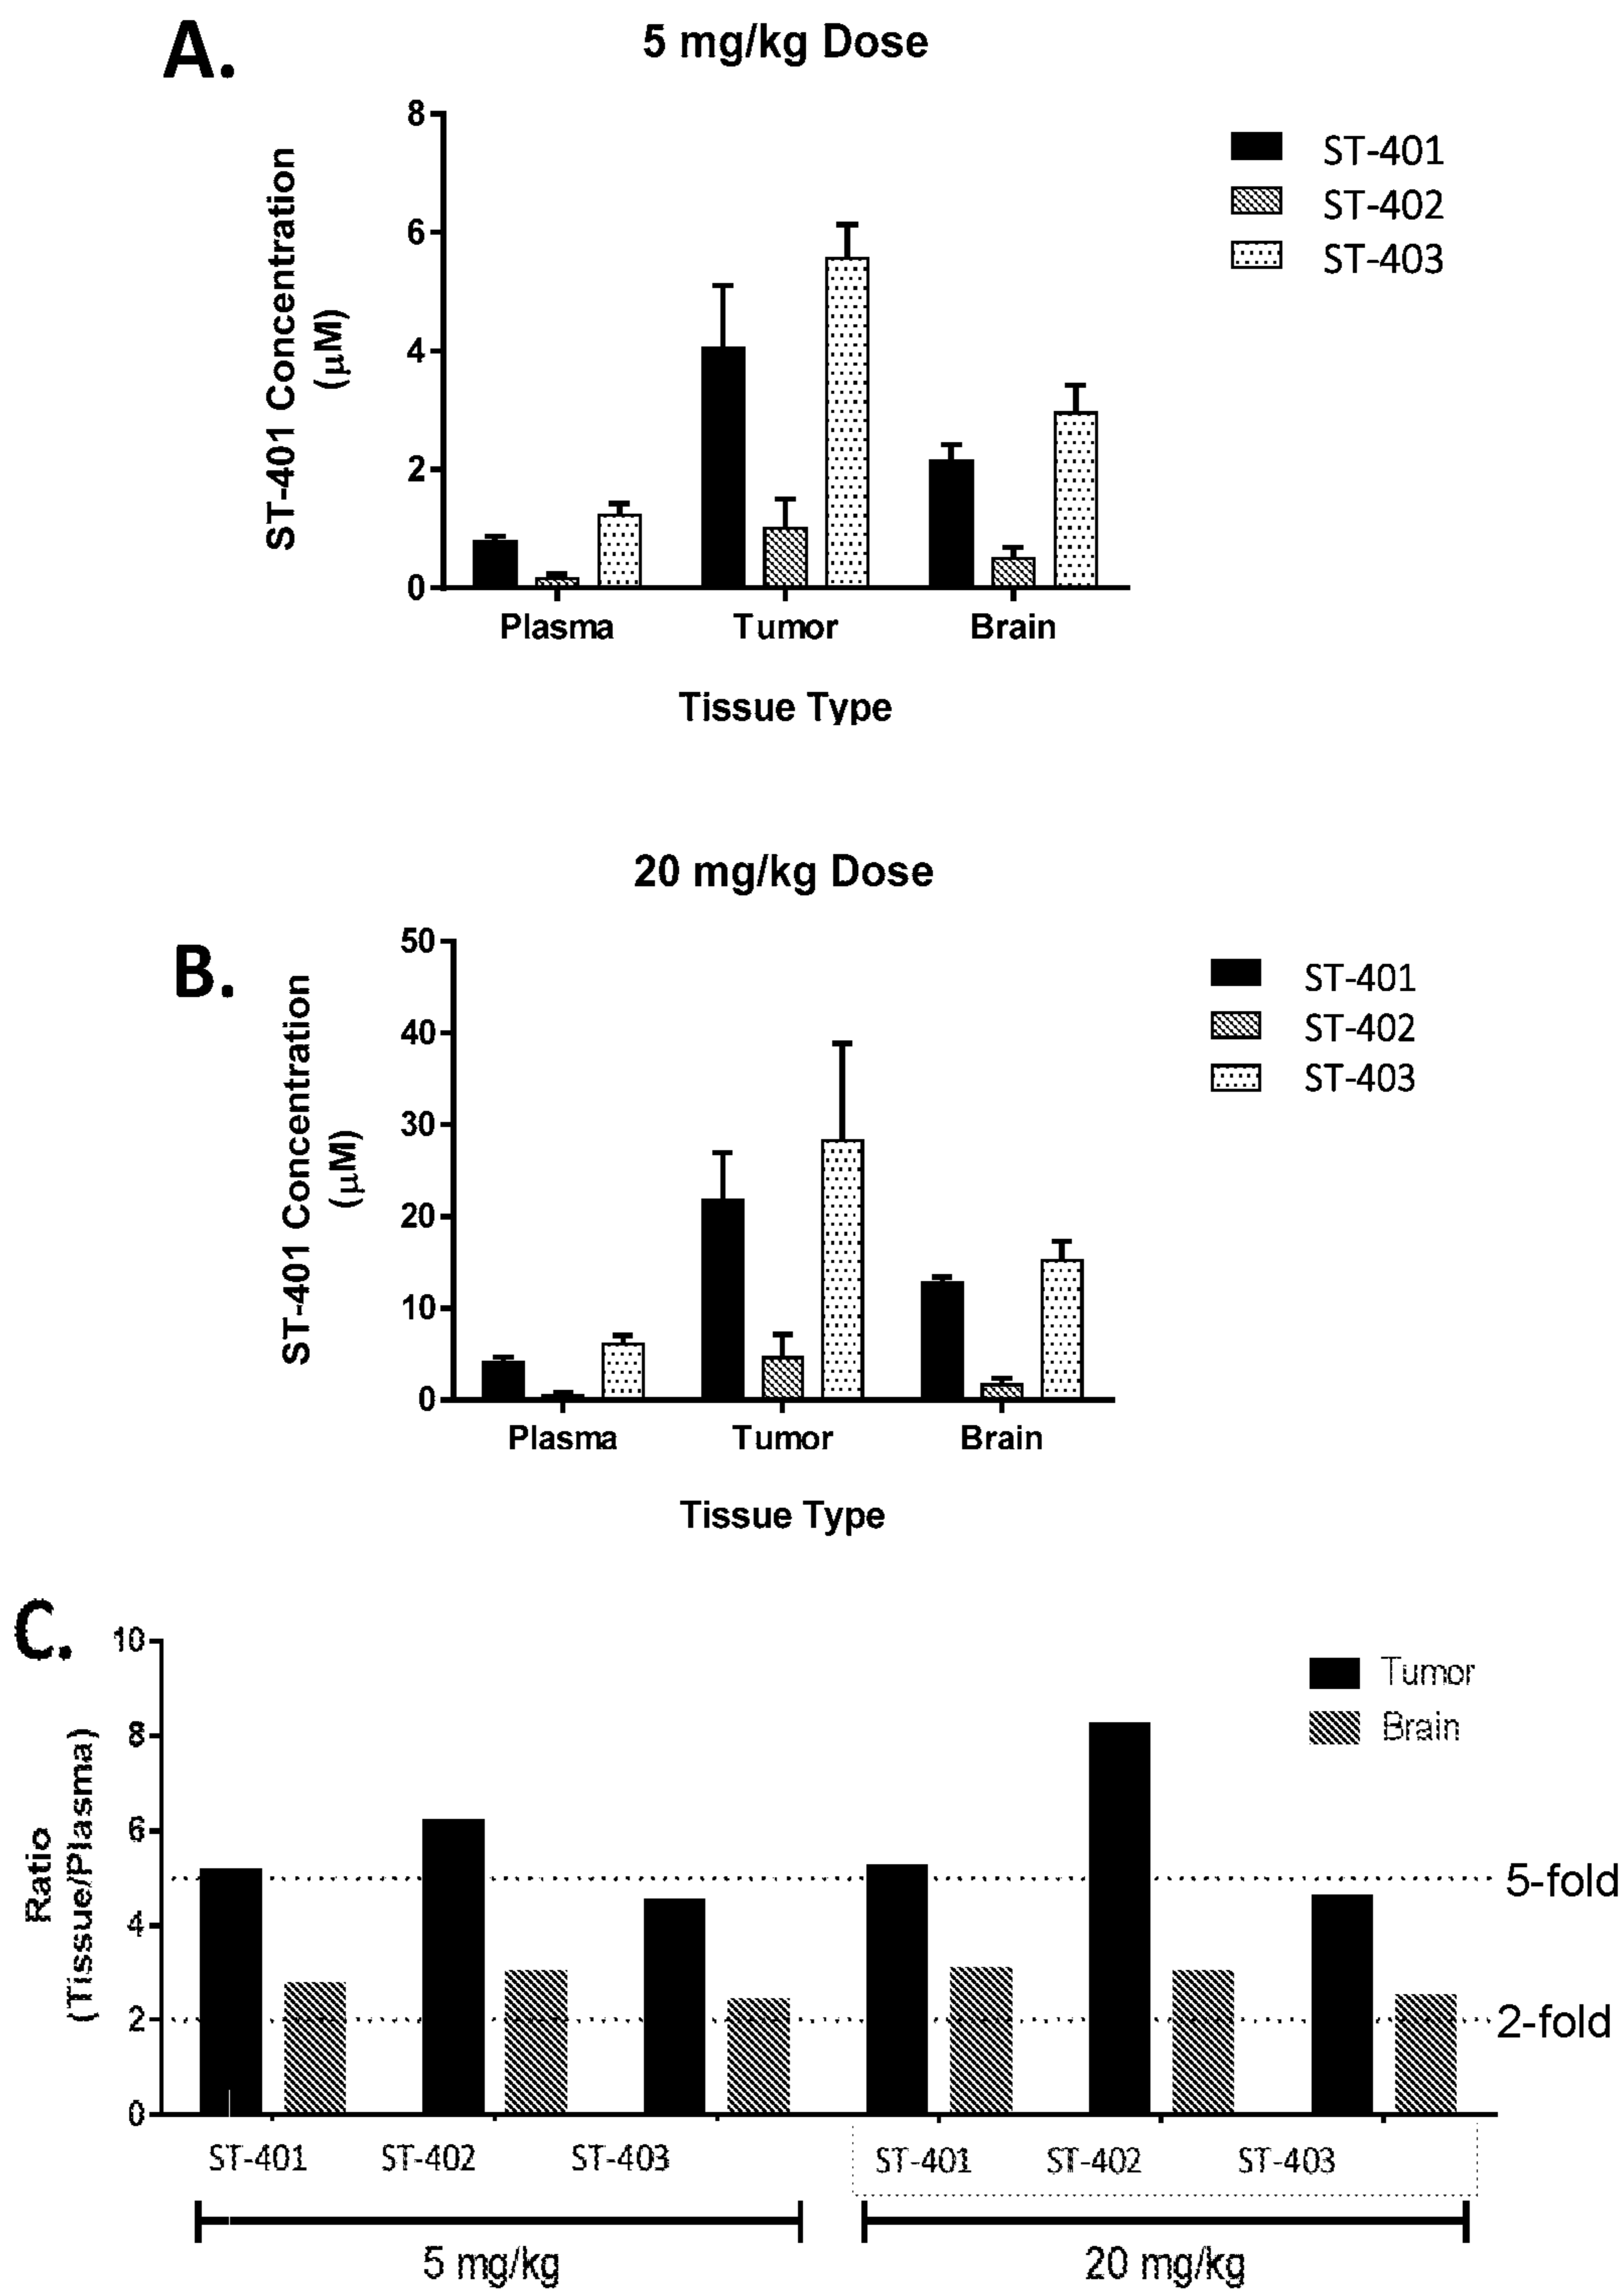 A.
5 mg/kg Dose
ST-401 Concentration
(μM)
8
6
4
2
0
Plasma Tumor Brain
Tissue Type
ST-401
ST-402
ST-403
B.
20 mg/kg Dose
ST-401 Concentration
(μM)
50
40
30
20
10
0
Plasma Tumor Brain
Tissue Type
ST-401
ST-402
ST-403
C.
Ratio
(Tissue/Plasma)
10
8
6
4
2
0
Tumor
Brain
5-fold
2-fold
ST-401 ST-402 ST-403 ST-401 ST-402 ST-403
5 mg/kg 20 mg/kg